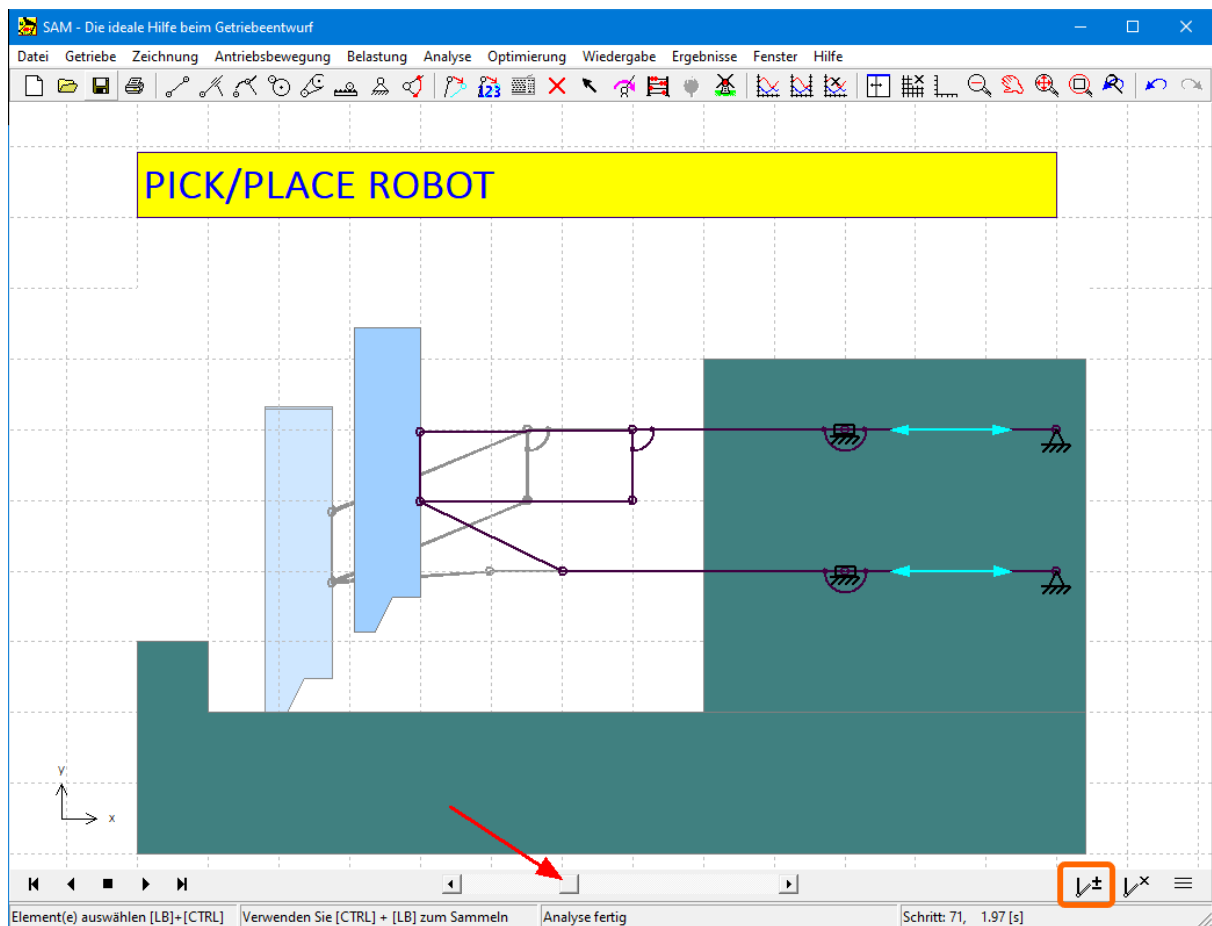 SAM - Die ideale Hilfe beim Getriebeentwurf
Datei Getriebe Zeichnung Antriebsbewegung Belastung Analyse Optimierung Wiedergabe Ergebnisse Fenster Hilfe
123
PICK/PLACE ROBOT
y
x
Element(e) auswählen [LB]+[CTRL] Verwenden Sie [CTRL] + [LB] zum Sammeln Analyse fertig Schritt: 71, 1.97 [s]